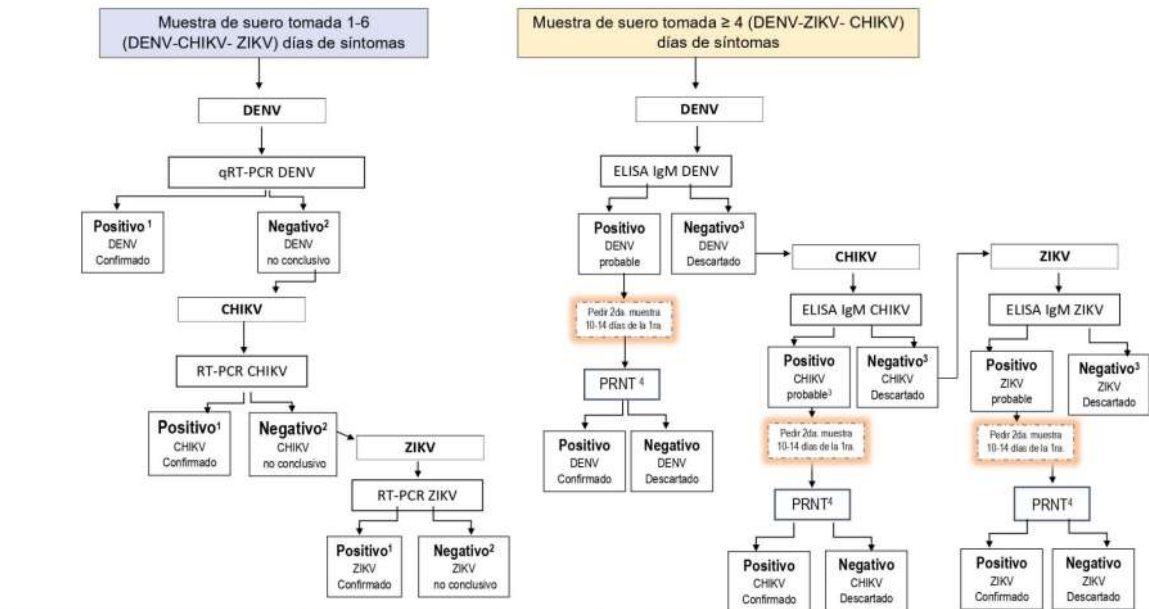 Muestra de suero tomada 1-6
(DENV-CHIKV- ZIKV) días de síntomas
DENV
qRT-PCR DENV
Positivo ¹
DENV
Confirmado
Negativo²
DENV
no conclusivo
CHIKV
RT-PCR CHIKV
Positivo¹
CHIKV
Confirmado
Negativo²
CHIKV
no conclusivo
ZIKV
RT-PCR ZIKV
Positivo¹
ZIKV
Confirmado
Negativo²
ZIKV
no conclusivo
Muestra de suero tomada ≥ 4 (DENV-ZIKV- CHIKV)
días de síntomas
DENV
ELISA IgM DENV
Positivo
DENV
probable
Negativo³
DENV
Descartado
Pedir 2da. muestra
10-14 días de la 1ra.
PRNT ⁴
Positivo
DENV
Confirmado
Negativo
DENV
Descartado
CHIKV
ELISA IgM CHIKV
Positivo
CHIKV
probable³
Negativo³
CHIKV
Descartado
Pedir 2da. muestra
10-14 días de la 1ra.
PRNT⁴
Positivo
CHIKV
Confirmado
Negativo
CHIKV
Descartado
ZIKV
ELISA IgM ZIKV
Positivo
ZIKV
probable
Negativo³
ZIKV
Descartado
Pedir 2da. muestra
10-14 días de la 1ra.
PRNT⁴
Positivo
ZIKV
Confirmado
Negativo
ZIKV
Descartado